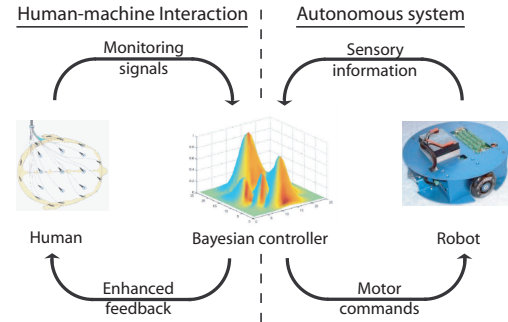 Human-machine Interaction
Autonomous system
Monitoring
signals
Sensory
information
Human
Bayesian controller
Robot
Enhanced
feedback
Motor
commands